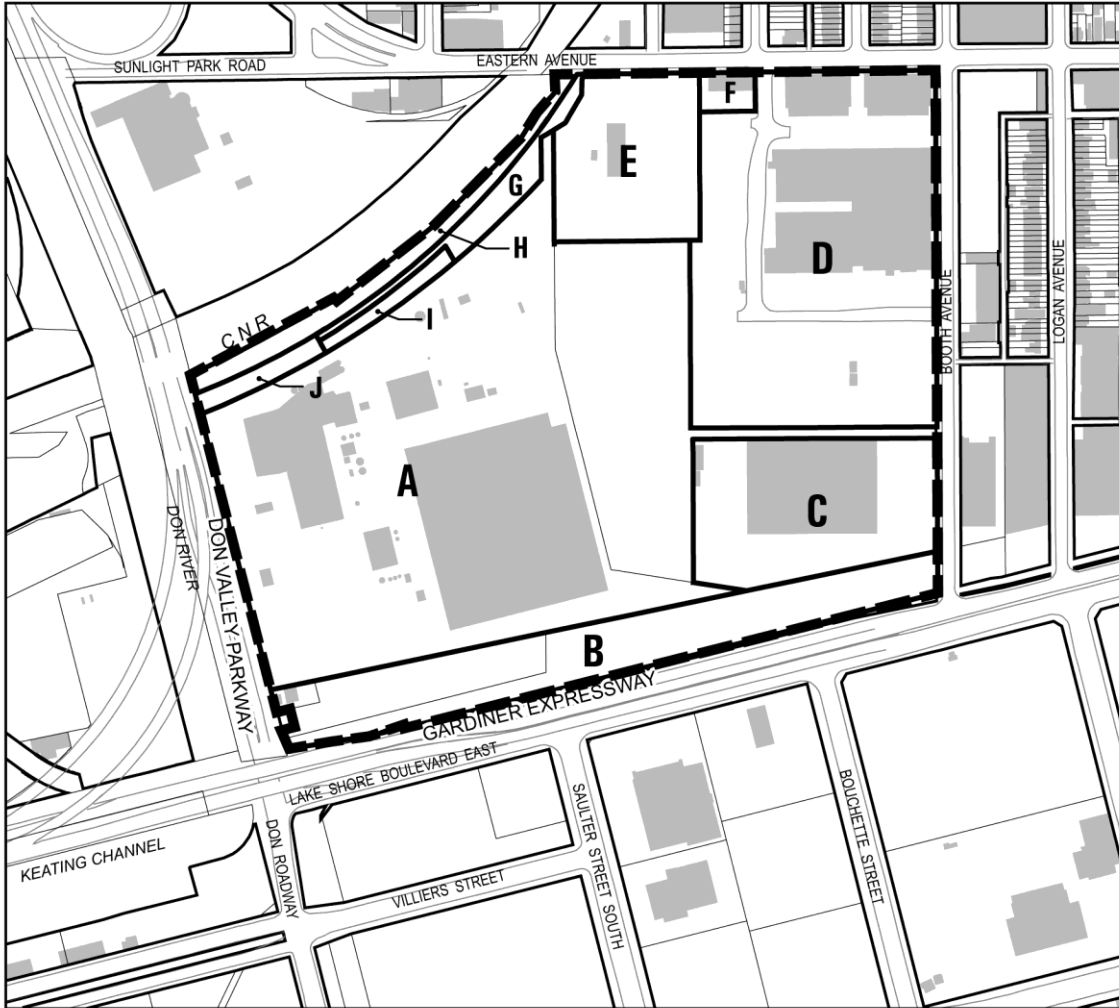 SUNLIGHT PARK ROAD
EASTERN AVENUE
F
E
G
H
D
I
CNR
J
BOOTH AVENUE
LOGAN AVENUE
A
C
DON RIVER
DON VALLEY PARKWAY
B
GARDINER EXPRESSWAY
LAKE SHORE BOULEVARD EAST
KEATING CHANNEL
DON ROADWAY
VILLIERS STREET
SAULTER STREET SOUTH
BOUCHETTE STREET